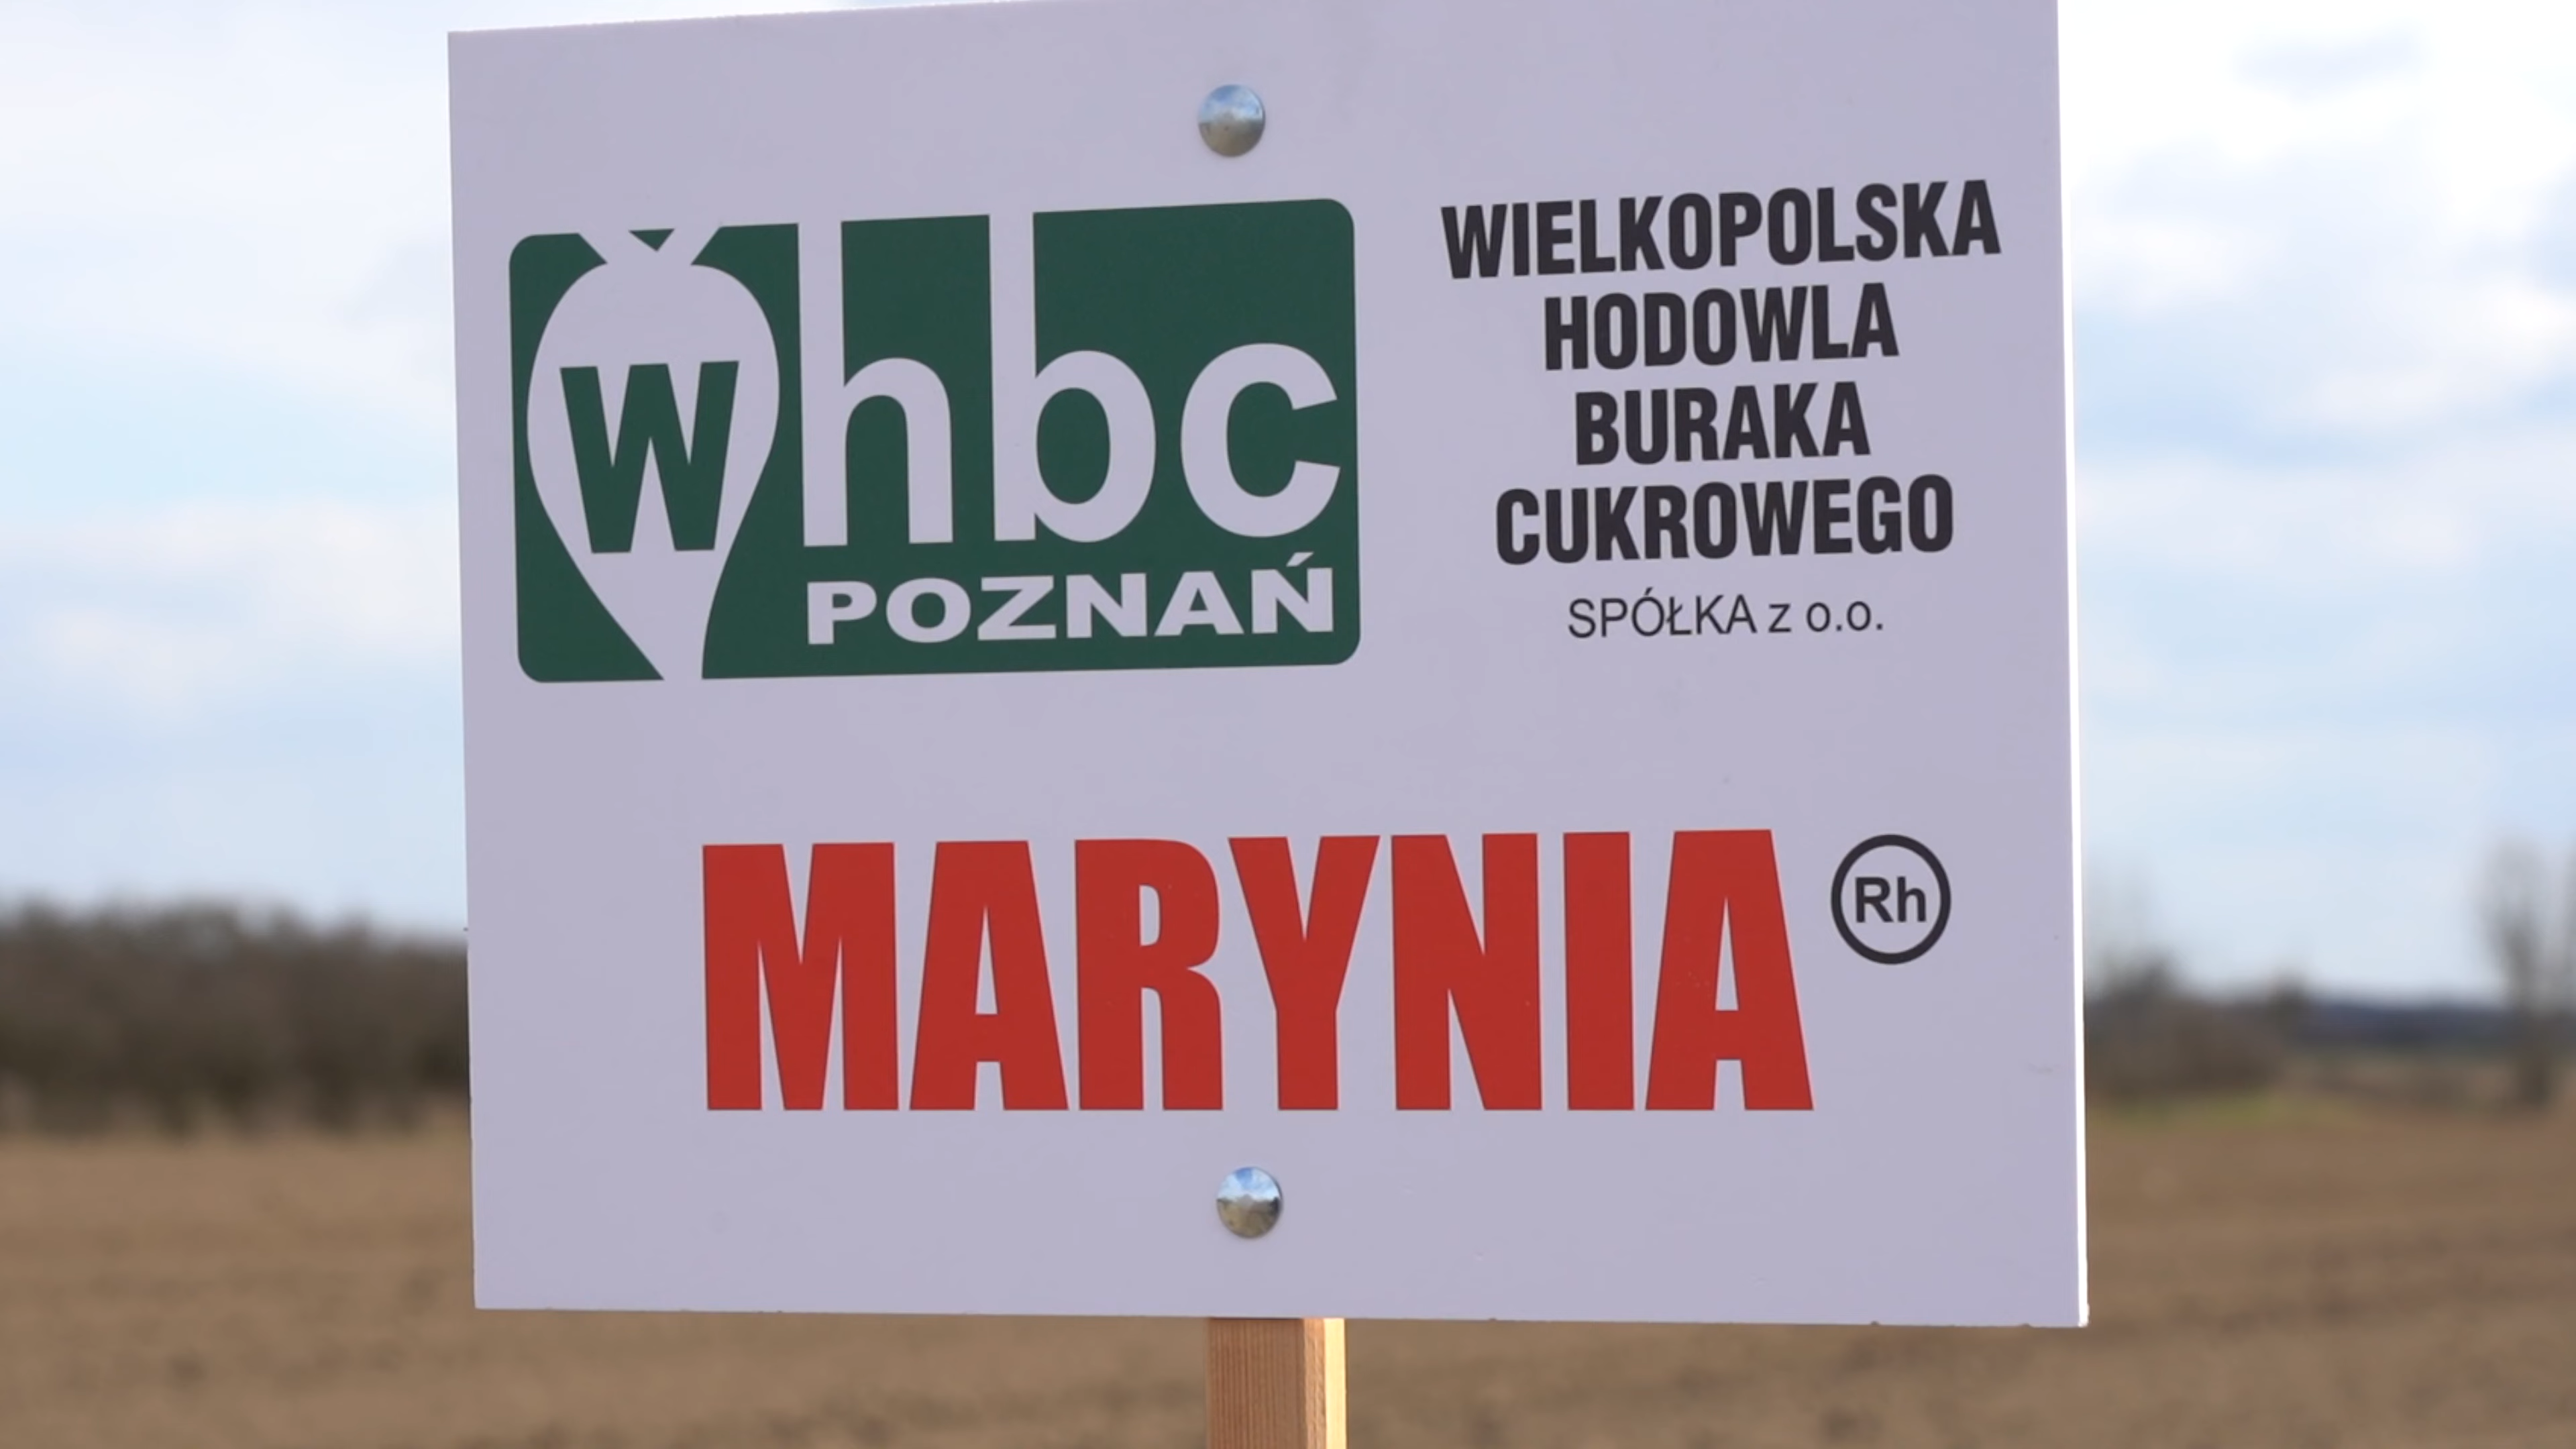 whbc
POZNAŃ
WIELKOPOLSKA
HODOWLA
BURAKA
CUKROWEGO
SPÓŁKA z o.o.
MARYNIA Rh